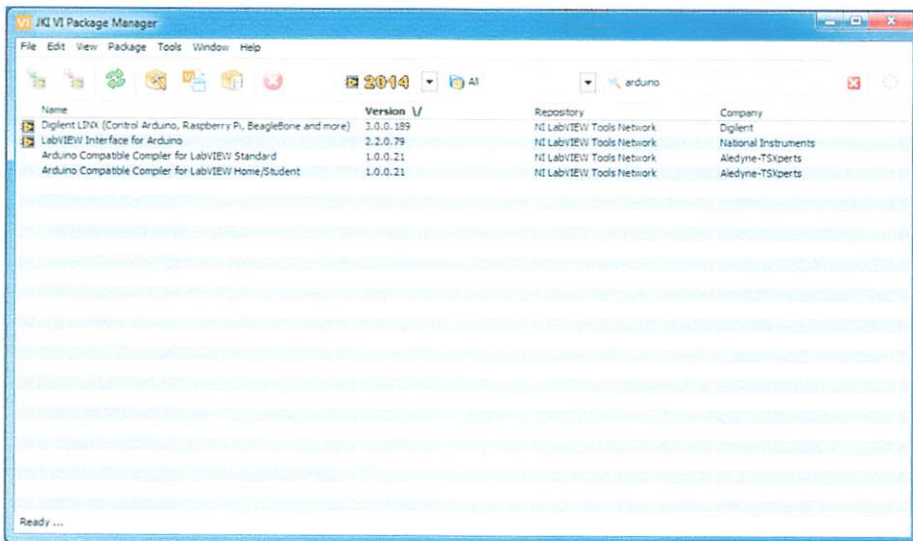 VI JKI VI Package Manager
File Edit View Package Tools Window Help
2014 All arduino
Name Version \/ Repository Company
Digilent LINX (Control Arduino, Raspberry Pi, BeagleBone and more) 3.0.0.189 NI LabVIEW Tools Network Digilent
LabVIEW Interface for Arduino 2.2.0.79 NI LabVIEW Tools Network National Instruments
Arduino Compatible Compiler for LabVIEW Standard 1.0.0.21 NI LabVIEW Tools Network Aledyne-TSXperts
Arduino Compatible Compiler for LabVIEW Home/Student 1.0.0.21 NI LabVIEW Tools Network Aledyne-TSXperts
Ready ...